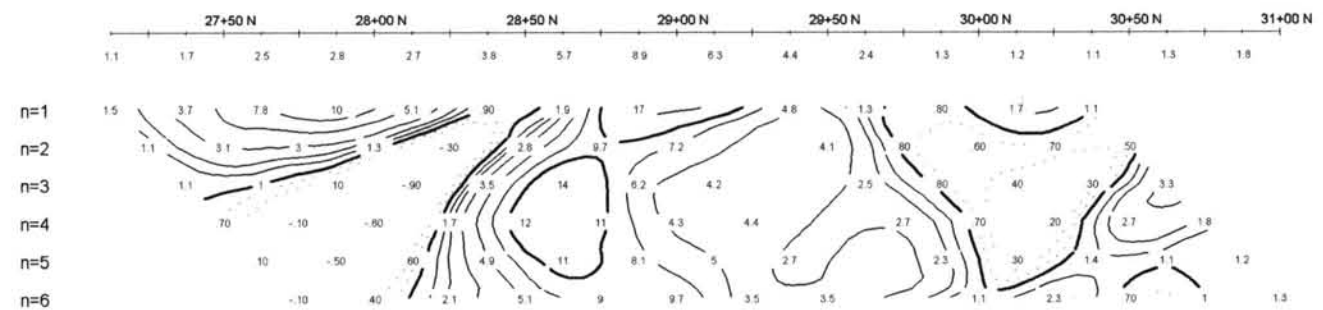 27+50 N 28+00 N 28+50 N 29+00 N 29+50 N 30+00 N 30+50 N 31+00 N
1.1 1.7 2.5 2.8 2.7 3.8 5.7 8.9 6.3 4.4 2.4 1.3 1.2 1.1 1.3 1.8
n=1 1.5 3.7 7.8 10 5.1 .90 1.9 17 4.8 1.3 .80 1.7 1.1
n=2 1.1 3.1 3 1.3 -.30 2.8 9.7 7.2 4.1 .80 .60 .70 .50
n=3 1.1 1 .10 -.90 3.5 14 6.2 4.2 2.5 .80 .40 .30 3.3
n=4 .70 -.10 -.60 1.7 12 11 4.3 4.4 2.7 .70 .20 2.7 1.8
n=5 .10 -.50 .60 4.9 11 8.1 5 2.7 2.3 .30 1.4 1.1 1.2
n=6 -.10 .40 2.1 5.1 9 9.7 3.5 3.5 1.1 2.3 .70 1 1.3